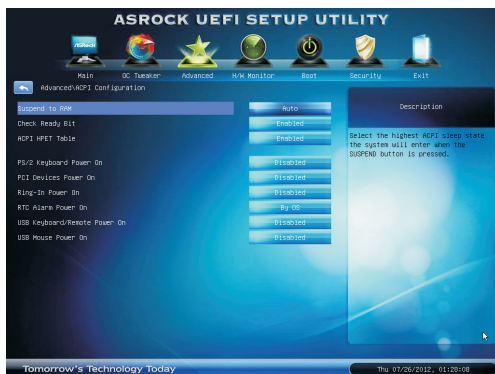 ASROCK UEFI SETUP UTILITY
ASRock
Main OC Tweaker Advanced H/W Monitor Boot Security Exit
Advanced\ACPI Configuration
Description
Suspend to RAM Auto
Check Ready Bit Enabled
ACPI HPET Table Enabled
PS/2 Keyboard Power On Disabled
PCI Devices Power On Disabled
Ring-In Power On Disabled
RTC Alarm Power On By OS
USB Keyboard/Remote Power On Disabled
USB Mouse Power On Disabled
Select the highest ACPI sleep state
the system will enter when the
SUSPEND button is pressed.
Tomorrow's Technology Today
Thu 07/26/2012, 01:28:08